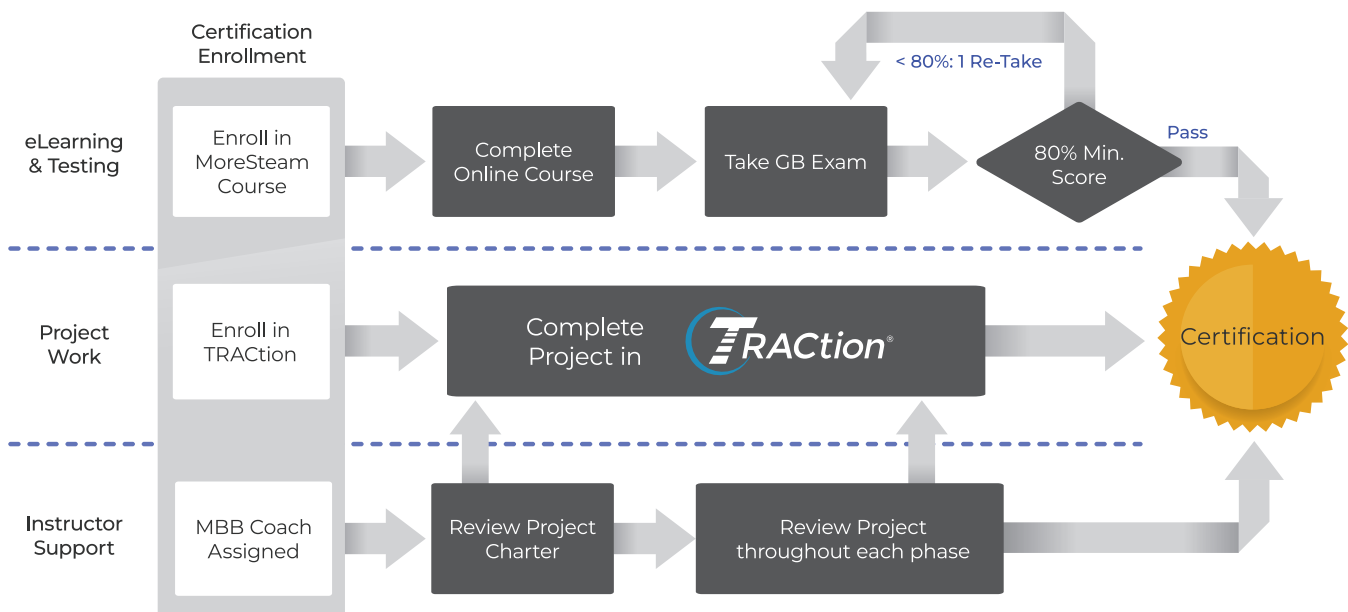 Certification
Enrollment
eLearning
& Testing
Enroll in
MoreSteam
Course
Complete
Online Course
Take GB Exam
< 80%: 1 Re-Take
80% Min.
Score
Pass
Project
Work
Enroll in
TRACtion
Complete
Project in
TRACtion®
Certification
Instructor
Support
MBB Coach
Assigned
Review Project
Charter
Review Project
throughout each phase